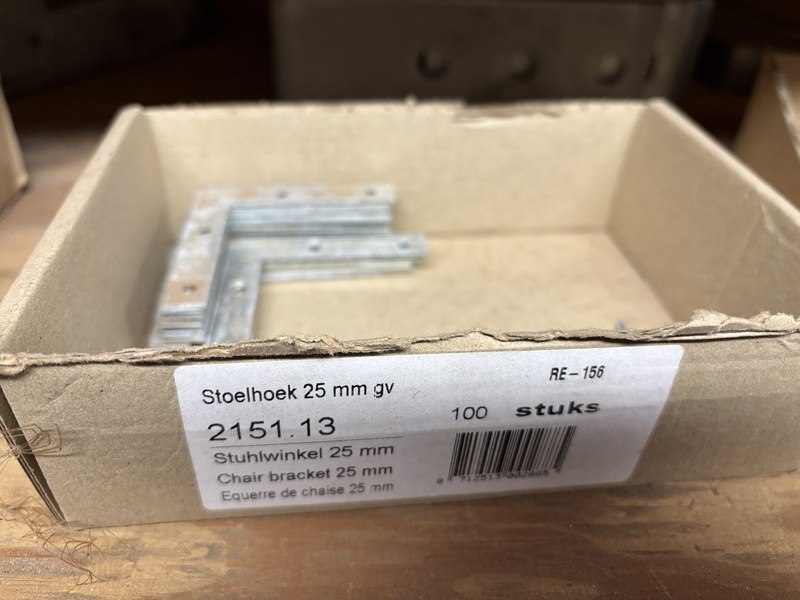 Stoelhoek 25 mm gv
RE-156
2151.13
100 stuks
Stuhlwinkel 25 mm
Chair bracket 25 mm
Equerre de chaise 25 mm